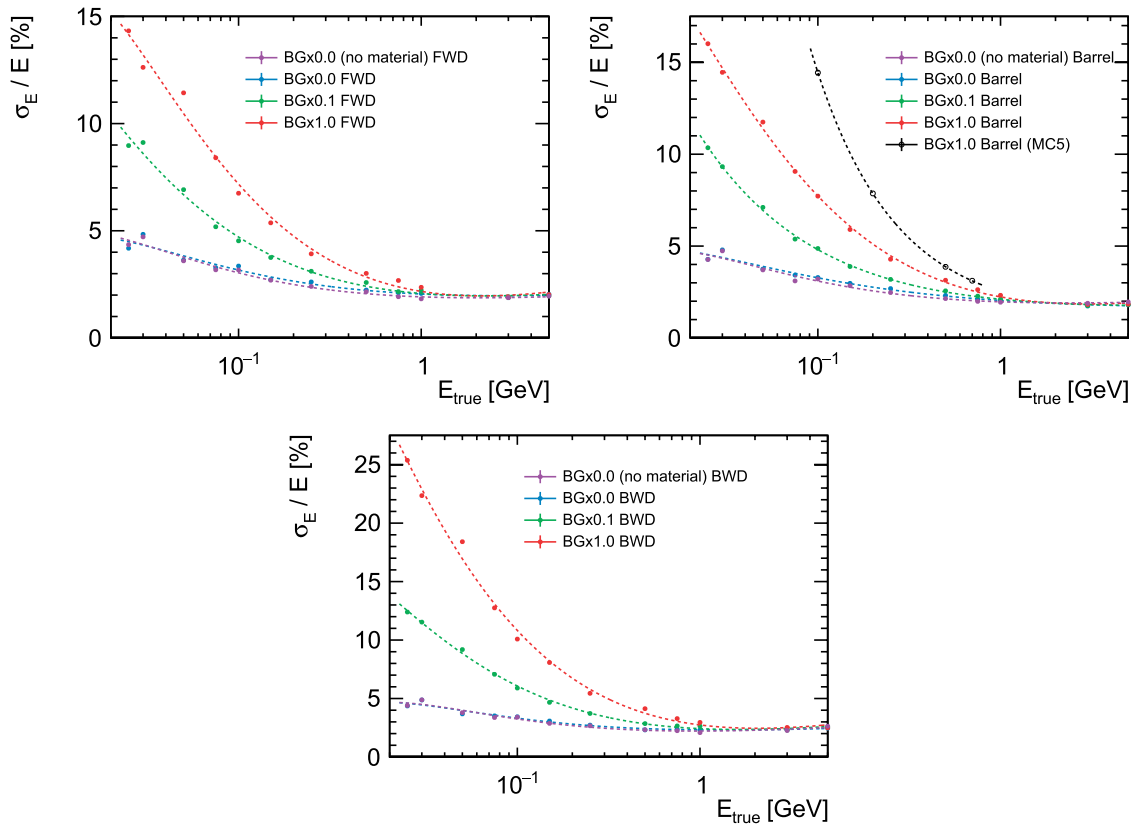 σE / E [%]
15
10
5
0
BGx0.0 (no material) FWD
BGx0.0 FWD
BGx0.1 FWD
BGx1.0 FWD
10−1
1
Etrue [GeV]
σE / E [%]
15
10
5
0
BGx0.0 (no material) Barrel
BGx0.0 Barrel
BGx0.1 Barrel
BGx1.0 Barrel
BGx1.0 Barrel (MC5)
10−1
1
Etrue [GeV]
σE / E [%]
25
20
15
10
5
0
BGx0.0 (no material) BWD
BGx0.0 BWD
BGx0.1 BWD
BGx1.0 BWD
10−1
1
Etrue [GeV]